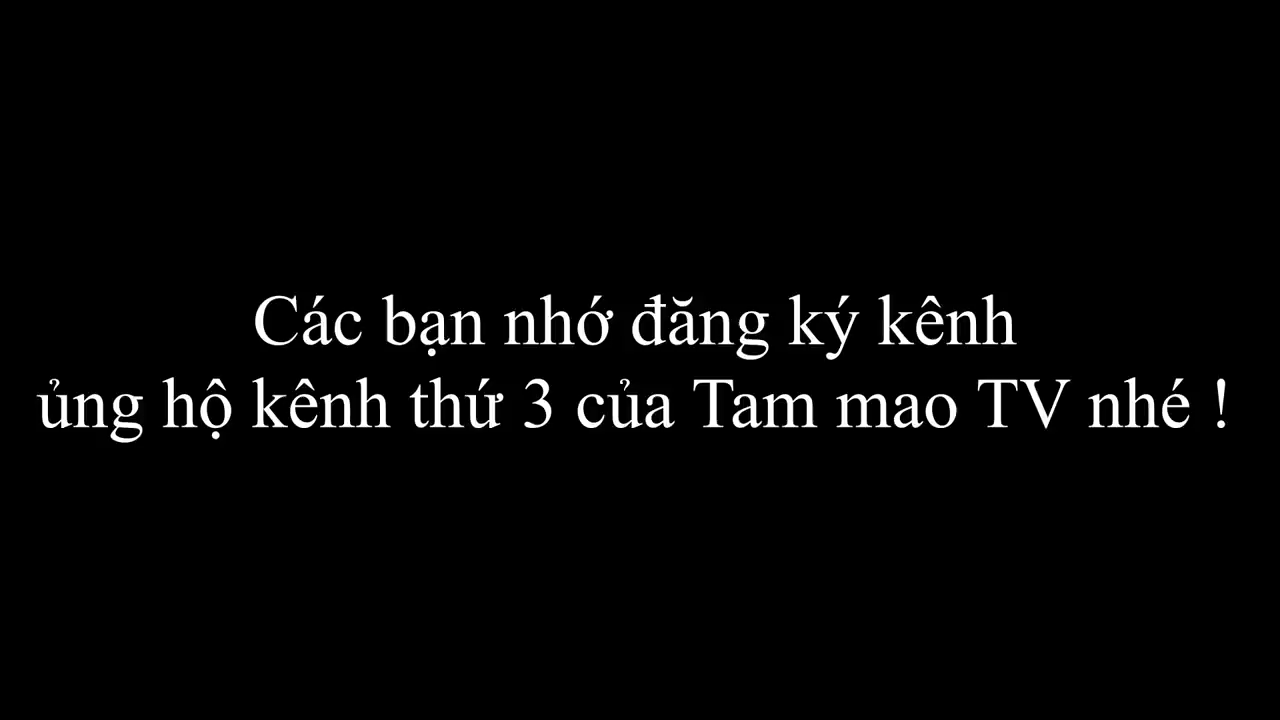 Các bạn nhớ đăng ký kênh
ủng hộ kênh thứ 3 của Tam mao TV nhé !